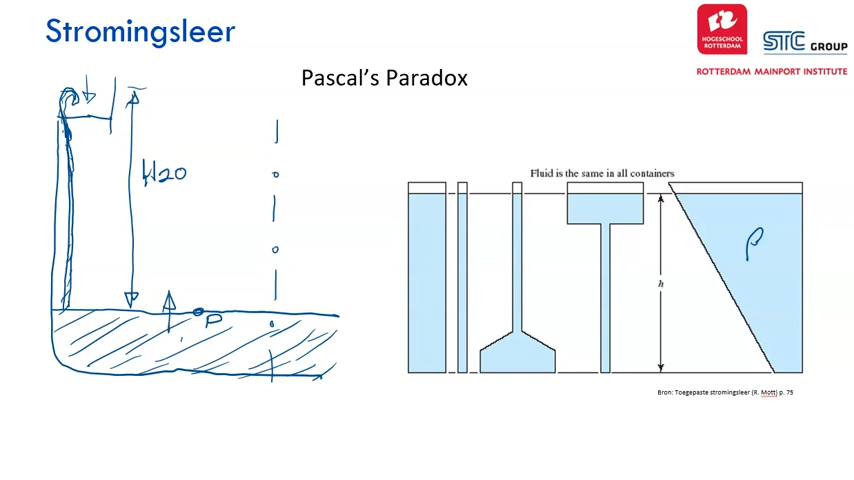 Stromingsleer
HOGESCHOOL
ROTTERDAM
STC GROUP
ROTTERDAM MAINPORT INSTITUTE
Pascal's Paradox
H2O
P
Fluid is the same in all containers
h
ρ
Bron: Toegepaste stromingsleer (R. Mott) p. 75